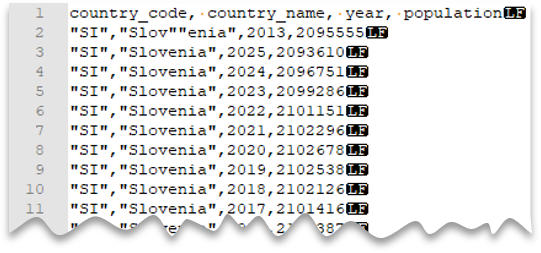 1 country_code, country_name, year, populationLF
2 "SI","Slov""enia",2013,2095555LF
3 "SI","Slovenia",2025,2093610LF
4 "SI","Slovenia",2024,2096751LF
5 "SI","Slovenia",2023,2099286LF
6 "SI","Slovenia",2022,2101151LF
7 "SI","Slovenia",2021,2102296LF
8 "SI","Slovenia",2020,2102678LF
9 "SI","Slovenia",2019,2102538LF
10 "SI","Slovenia",2018,2102126LF
11 "SI","Slovenia",2017,2101416LF